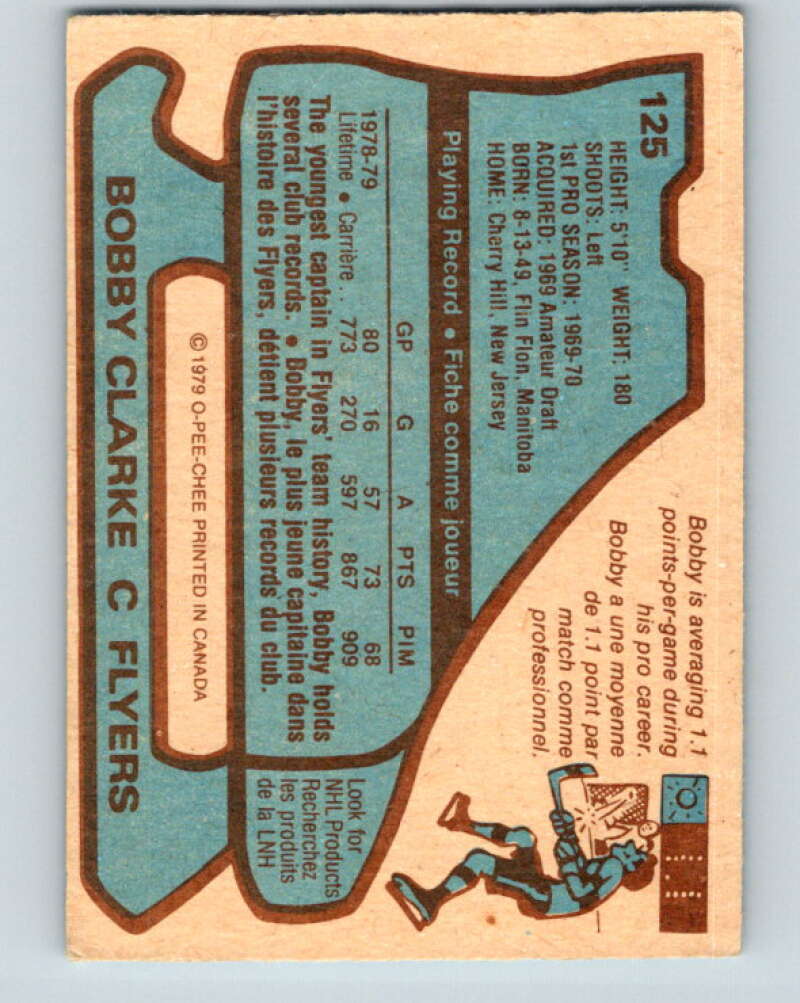 125
HEIGHT: 5'10" WEIGHT: 180
SHOOTS: Left
1st PRO SEASON: 1969-70
ACQUIRED: 1969 Amateur Draft
BORN: 8-13-49, Flin Flon, Manitoba
HOME: Cherry Hill, New Jersey
Bobby is averaging 1.1
points-per-game during
his pro career.
Bobby a une moyenne
de 1.1 point par
match comme
professionnel.
1.1
Playing Record • Fiche comme joueur
GP G A PTS PIM
1978-79 80 16 57 73 68
Lifetime • Carrière . . 773 270 597 867 909
The youngest captain in Flyers' team history, Bobby holds
several club records. • Bobby, le plus jeune capitaine dans
l'histoire des Flyers, détient plusieurs records du club.
Look for
NHL Products
Recherchez
les produits
de la LNH
© 1979 O-PEE-CHEE PRINTED IN CANADA
BOBBY CLARKE C FLYERS